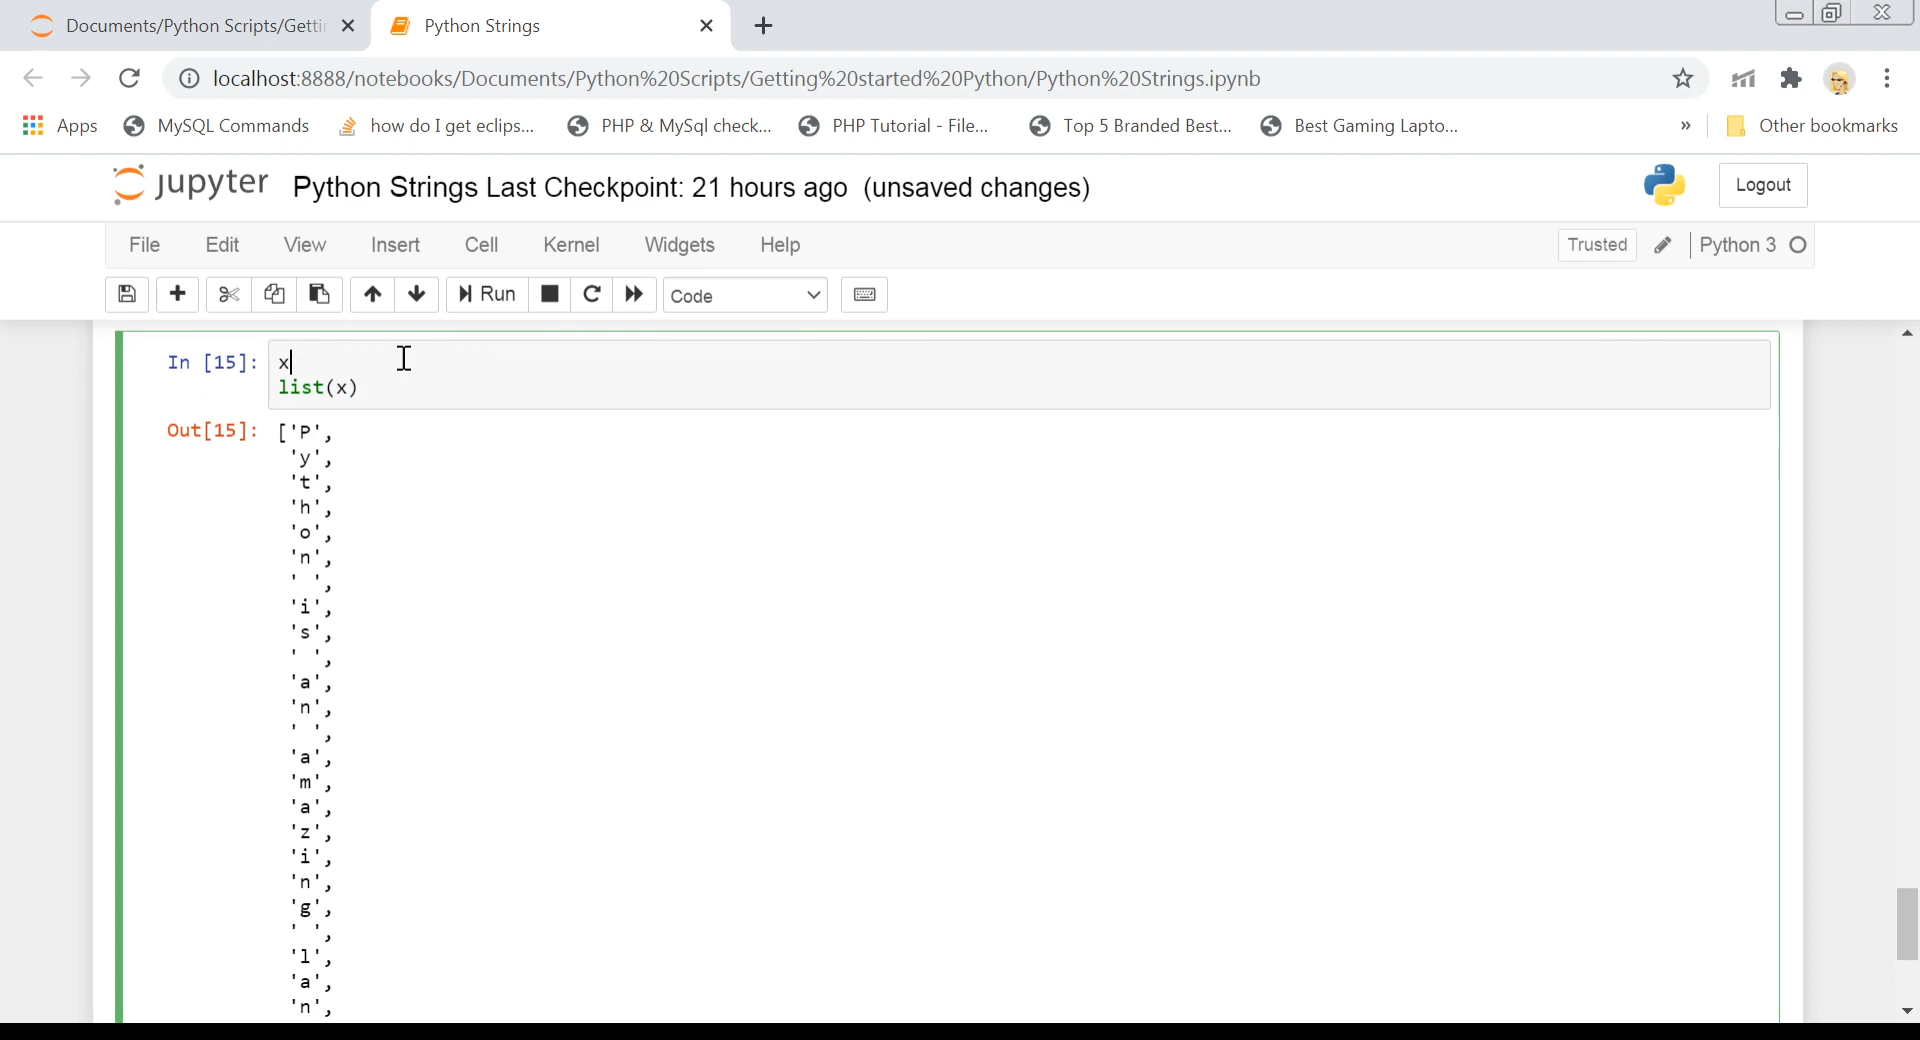 Documents/Python Scripts/Gettin
Python Strings
localhost:8888/notebooks/Documents/Python%20Scripts/Getting%20started%20Python/Python%20Strings.ipynb
Apps MySQL Commands how do I get eclips... PHP & MySql check... PHP Tutorial - File... Top 5 Branded Best... Best Gaming Lapto... » Other bookmarks
jupyter Python Strings Last Checkpoint: 21 hours ago (unsaved changes) Logout
File Edit View Insert Cell Kernel Widgets Help Trusted Python 3
Run Code
In [15]: x
list(x)
Out[15]: ['P',
'y',
't',
'h',
'o',
'n',
' ',
'i',
's',
' ',
'a',
'n',
' ',
'a',
'm',
'a',
'z',
'i',
'n',
'g',
' ',
'l',
'a',
'n',